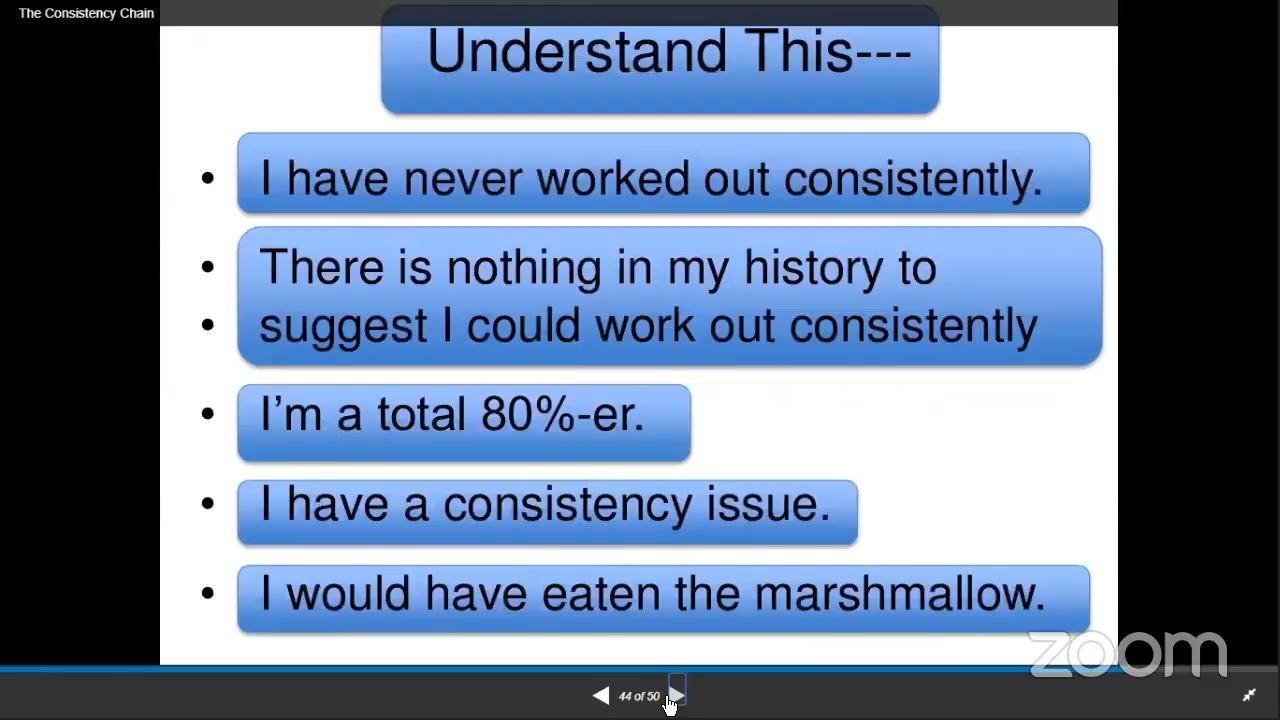 The Consistency Chain
Understand This---
• I have never worked out consistently.
• There is nothing in my history to
• suggest I could work out consistently
• I'm a total 80%-er.
• I have a consistency issue.
• I would have eaten the marshmallow.
zoom
44 of 50